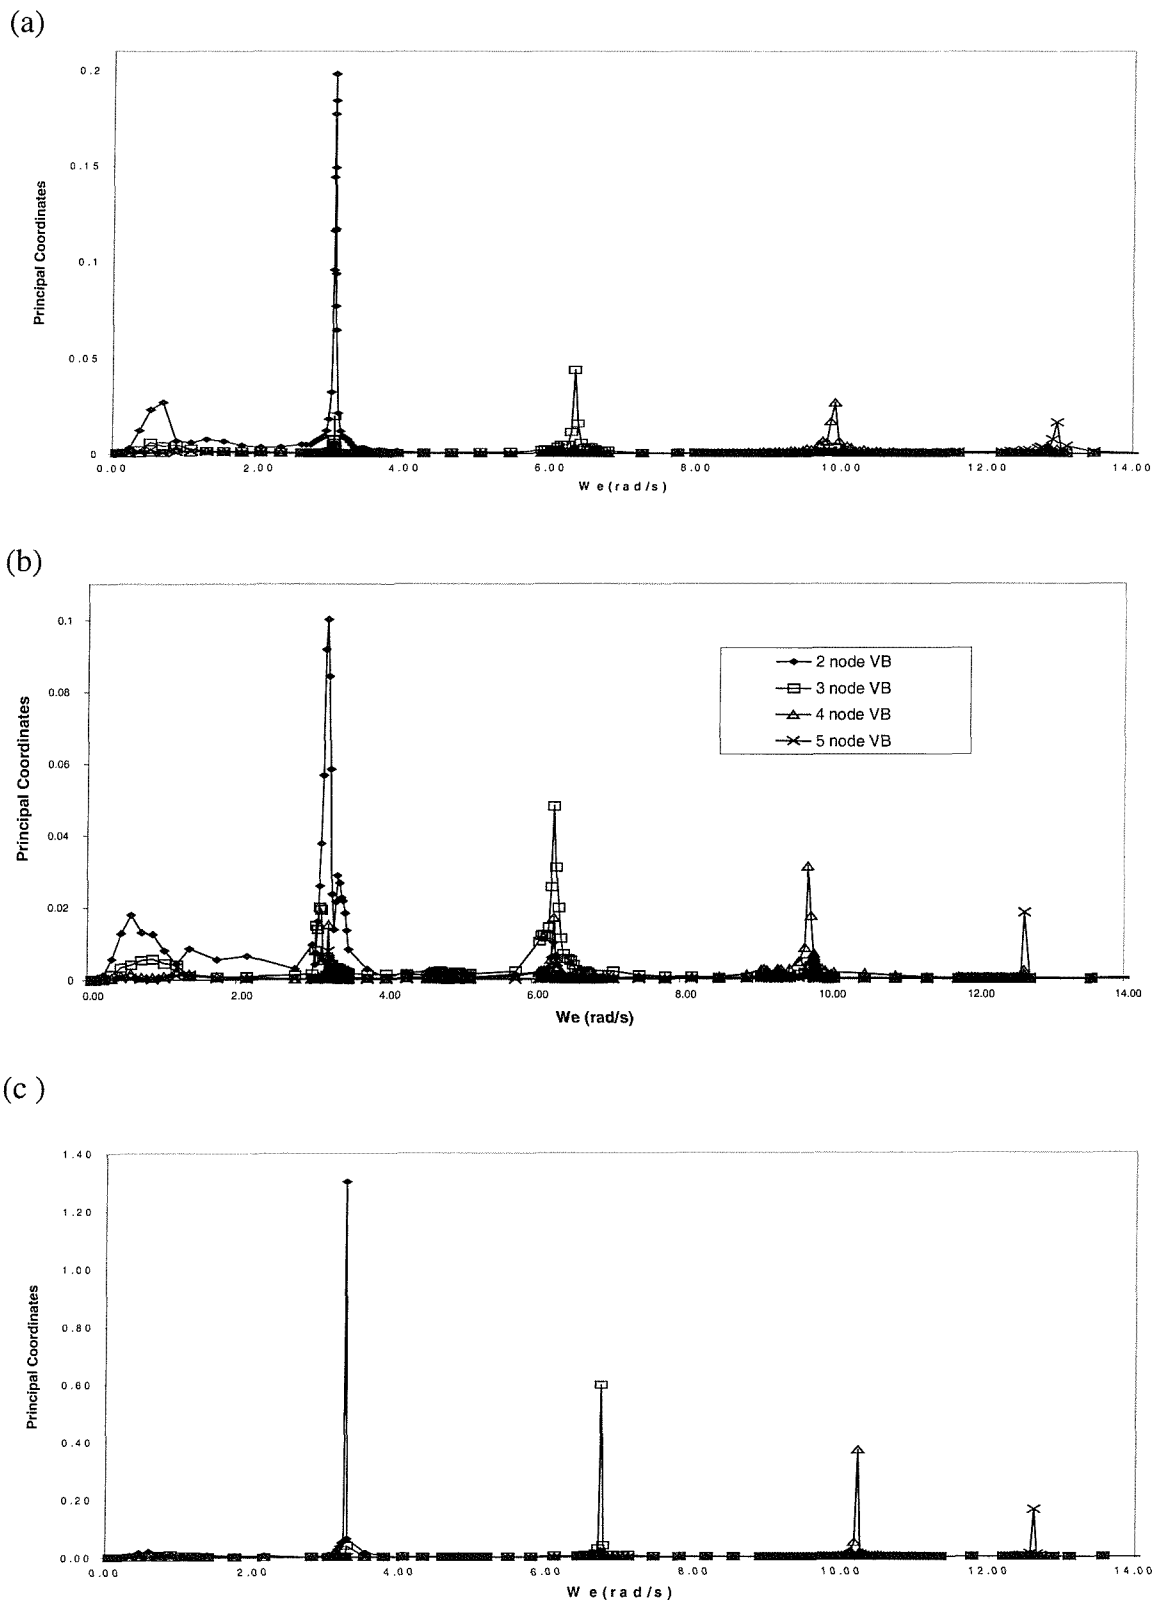 (a)
0.2
0.15
0.1
0.05
0
Principal Coordinates
0.00 2.00 4.00 6.00 8.00 10.00 12.00 14.00
We(rad/s)
(b)
0.1
0.08
0.06
0.04
0.02
0
Principal Coordinates
2 node VB
3 node VB
4 node VB
5 node VB
0.00 2.00 4.00 6.00 8.00 10.00 12.00 14.00
We (rad/s)
(c )
1.40
1.20
1.00
0.80
0.60
0.40
0.20
0.00
Principal Coordinates
0.00 2.00 4.00 6.00 8.00 10.00 12.00 14.00
We(rad/s)